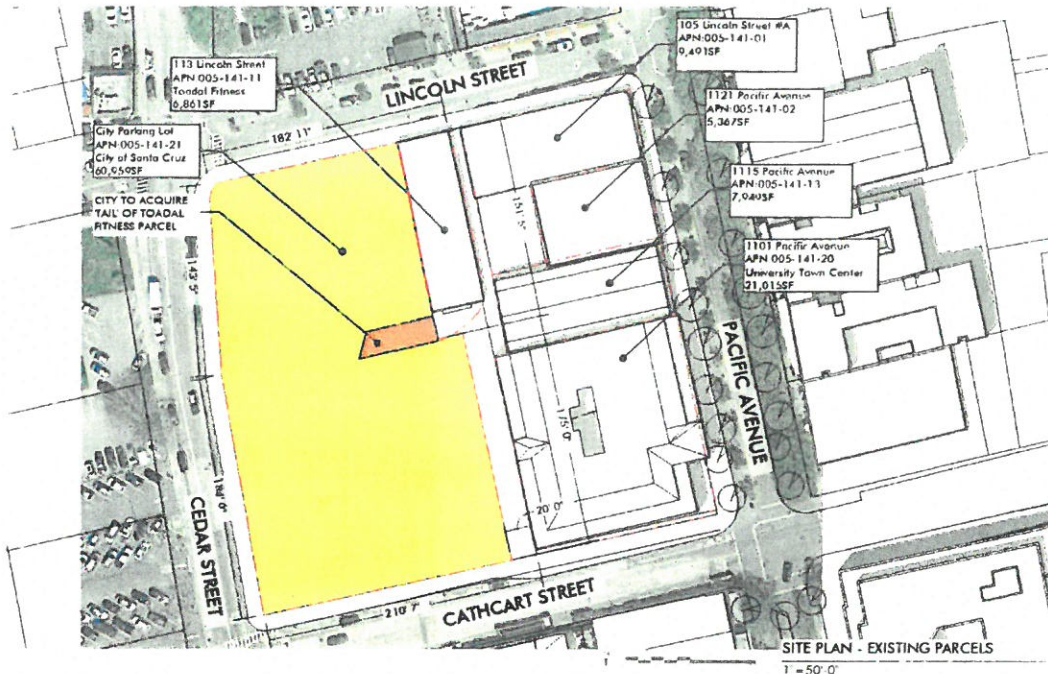 105 Lincoln Street #A
APN:005-141-01
9,491SF
113 Lincoln Street
APN 005-141-11
Toadal Fitness
6,861SF
LINCOLN STREET
1121 Pacific Avenue
APN:005-141-02
5,367SF
City Parking Lot
APN:005-141-21
City of Santa Cruz
60,959SF
182'11"
1115 Pacific Avenue
APN:005-141-13
7,949SF
CITY TO ACQUIRE
'TAIL' OF TOADAL
FITNESS PARCEL
151'5"
1101 Pacific Avenue
APN 005-141-20
University Town Center
21,015SF
143'5"
PACIFIC AVENUE
175'0"
CEDAR STREET
20'0"
210'7"
CATHCART STREET
SITE PLAN - EXISTING PARCELS
1"=50'-0"